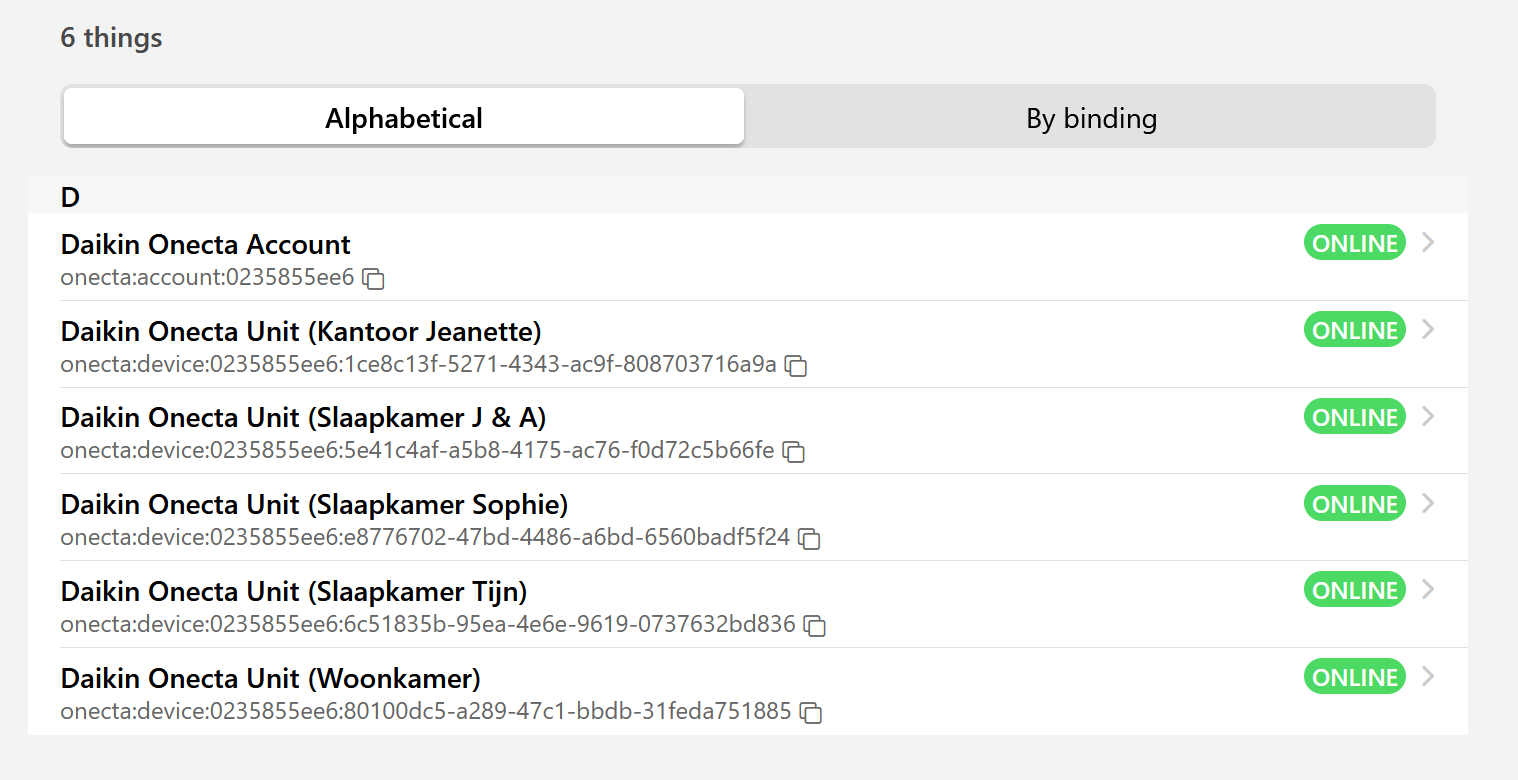 6 things
Alphabetical
By binding
D
Daikin Onecta Account
ONLINE
onecta:account:0235855ee6
Daikin Onecta Unit (Kantoor Jeanette)
ONLINE
onecta:device:0235855ee6:1ce8c13f-5271-4343-ac9f-808703716a9a
Daikin Onecta Unit (Slaapkamer J & A)
ONLINE
onecta:device:0235855ee6:5e41c4af-a5b8-4175-ac76-f0d72c5b66fe
Daikin Onecta Unit (Slaapkamer Sophie)
ONLINE
onecta:device:0235855ee6:e8776702-47bd-4486-a6bd-6560badf5f24
Daikin Onecta Unit (Slaapkamer Tijn)
ONLINE
onecta:device:0235855ee6:6c51835b-95ea-4e6e-9619-0737632bd836
Daikin Onecta Unit (Woonkamer)
ONLINE
onecta:device:0235855ee6:80100dc5-a289-47c1-bbdb-31feda751885